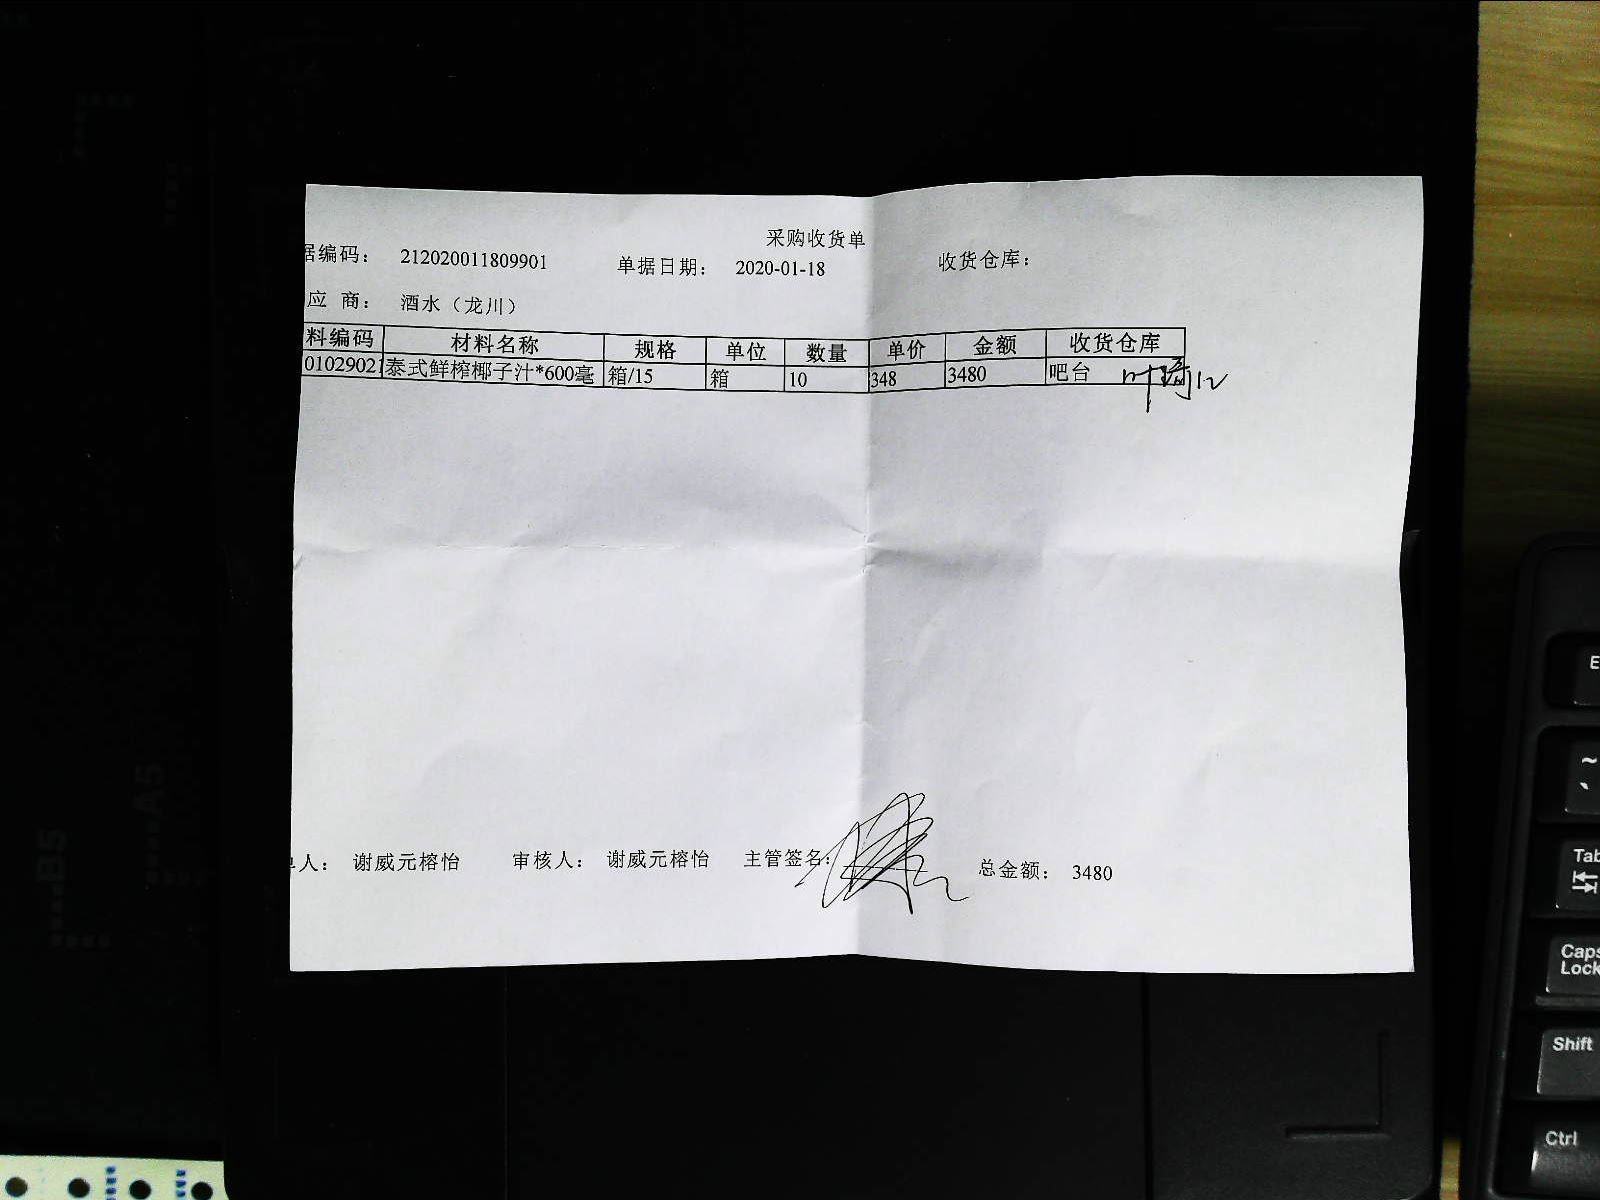 采购收货单
据编码： 212020011809901 单据日期： 2020-01-18 收货仓库：
应 商： 酒水（龙川）
料编码 材料名称 规格 单位 数量 单价 金额 收货仓库
01029021 泰式鲜榨椰子汁*600毫 箱/15 箱 10 348 3480 吧台
单人： 谢威元榕怡 审核人： 谢威元榕怡 主管签名： 总金额： 3480
A5
B5
E
~
`
Tab
Caps
Lock
Shift
Ctrl